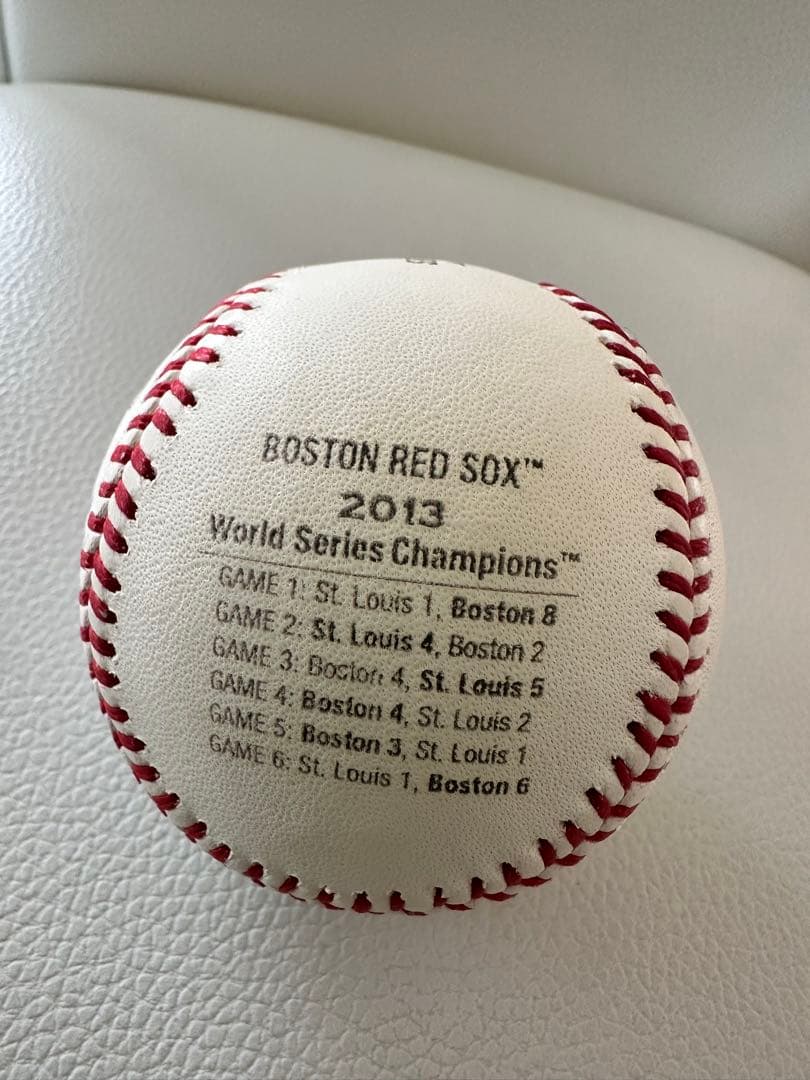 BOSTON RED SOX™
2013
World Series Champions™
GAME 1: St. Louis 1, Boston 8
GAME 2: St. Louis 4, Boston 2
GAME 3: Boston 4, St. Louis 5
GAME 4: Boston 4, St. Louis 2
GAME 5: Boston 3, St. Louis 1
GAME 6: St. Louis 1, Boston 6